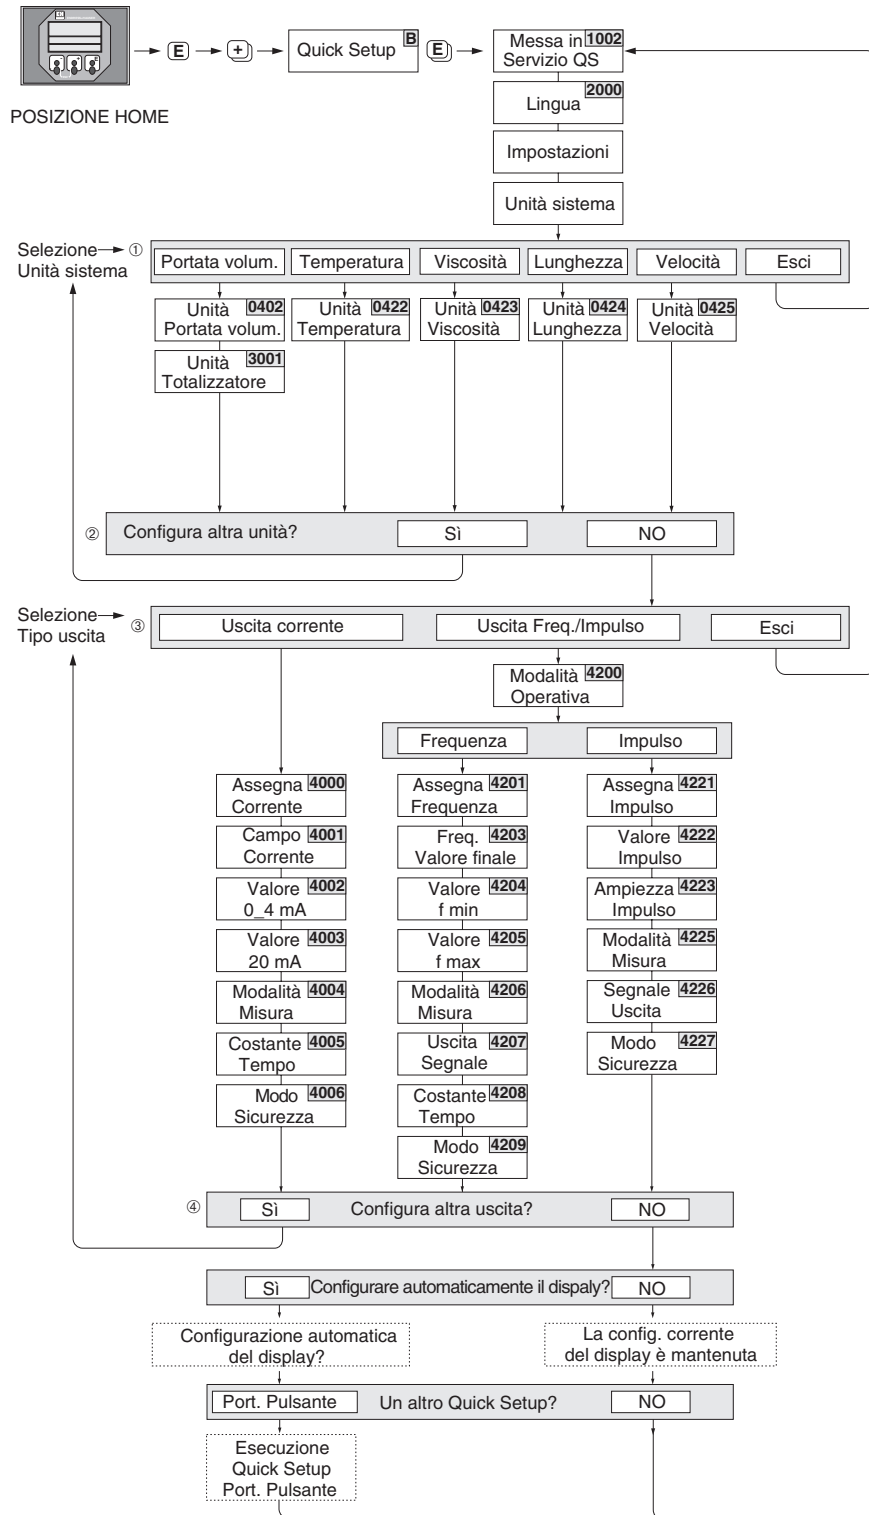 E
+
Quick Setup B
E
Messa in 1002
Servizio QS
POSIZIONE HOME
Lingua 2000
Impostazioni
Unità sistema
Selezione
Unità sistema
①
Portata volum.
Temperatura
Viscosità
Lunghezza
Velocità
Esci
Unità 0402
Portata volum.
Unità 0422
Temperatura
Unità 0423
Viscosità
Unità 0424
Lunghezza
Unità 0425
Velocità
Unità 3001
Totalizzatore
② Configura altra unità? Sì NO
Selezione
Tipo uscita
③
Uscita corrente
Uscita Freq./Impulso
Esci
Modalità 4200
Operativa
Frequenza
Impulso
Assegna 4000
Corrente
Campo 4001
Corrente
Valore 4002
0_4 mA
Valore 4003
20 mA
Modalità 4004
Misura
Costante 4005
Tempo
Modo 4006
Sicurezza
Assegna 4201
Frequenza
Freq. 4203
Valore finale
Valore 4204
f min
Valore 4205
f max
Modalità 4206
Misura
Uscita 4207
Segnale
Costante 4208
Tempo
Modo 4209
Sicurezza
Assegna 4221
Impulso
Valore 4222
Impulso
Ampiezza 4223
Impulso
Modalità 4225
Misura
Segnale 4226
Uscita
Modo 4227
Sicurezza
④ Sì Configura altra uscita? NO
Sì Configurare automaticamente il dispaly? NO
Configurazione automatica
del display?
La config. corrente
del display è mantenuta
Port. Pulsante Un altro Quick Setup? NO
Esecuzione
Quick Setup
Port. Pulsante